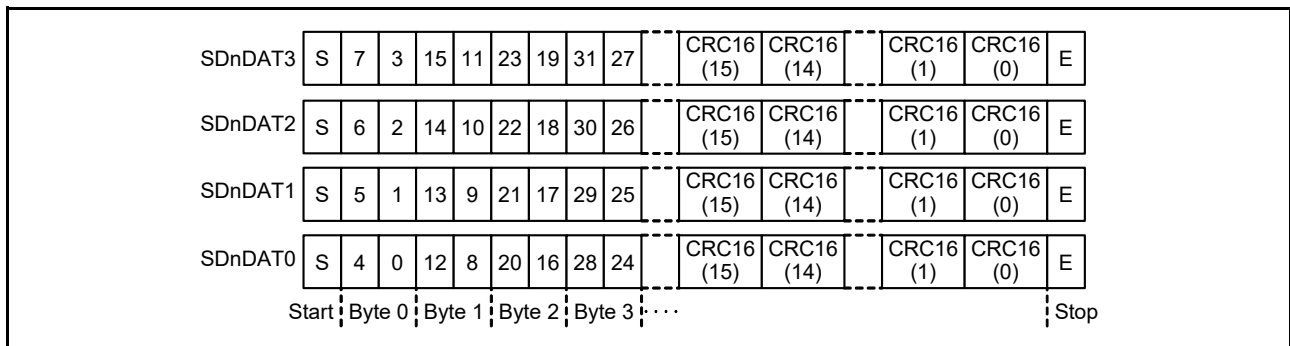 SDnDAT3 S 7 3 15 11 23 19 31 27 CRC16 (15) CRC16 (14) CRC16 (1) CRC16 (0) E
SDnDAT2 S 6 2 14 10 22 18 30 26 CRC16 (15) CRC16 (14) CRC16 (1) CRC16 (0) E
SDnDAT1 S 5 1 13 9 21 17 29 25 CRC16 (15) CRC16 (14) CRC16 (1) CRC16 (0) E
SDnDAT0 S 4 0 12 8 20 16 28 24 CRC16 (15) CRC16 (14) CRC16 (1) CRC16 (0) E
Start Byte 0 Byte 1 Byte 2 Byte 3 ···· Stop